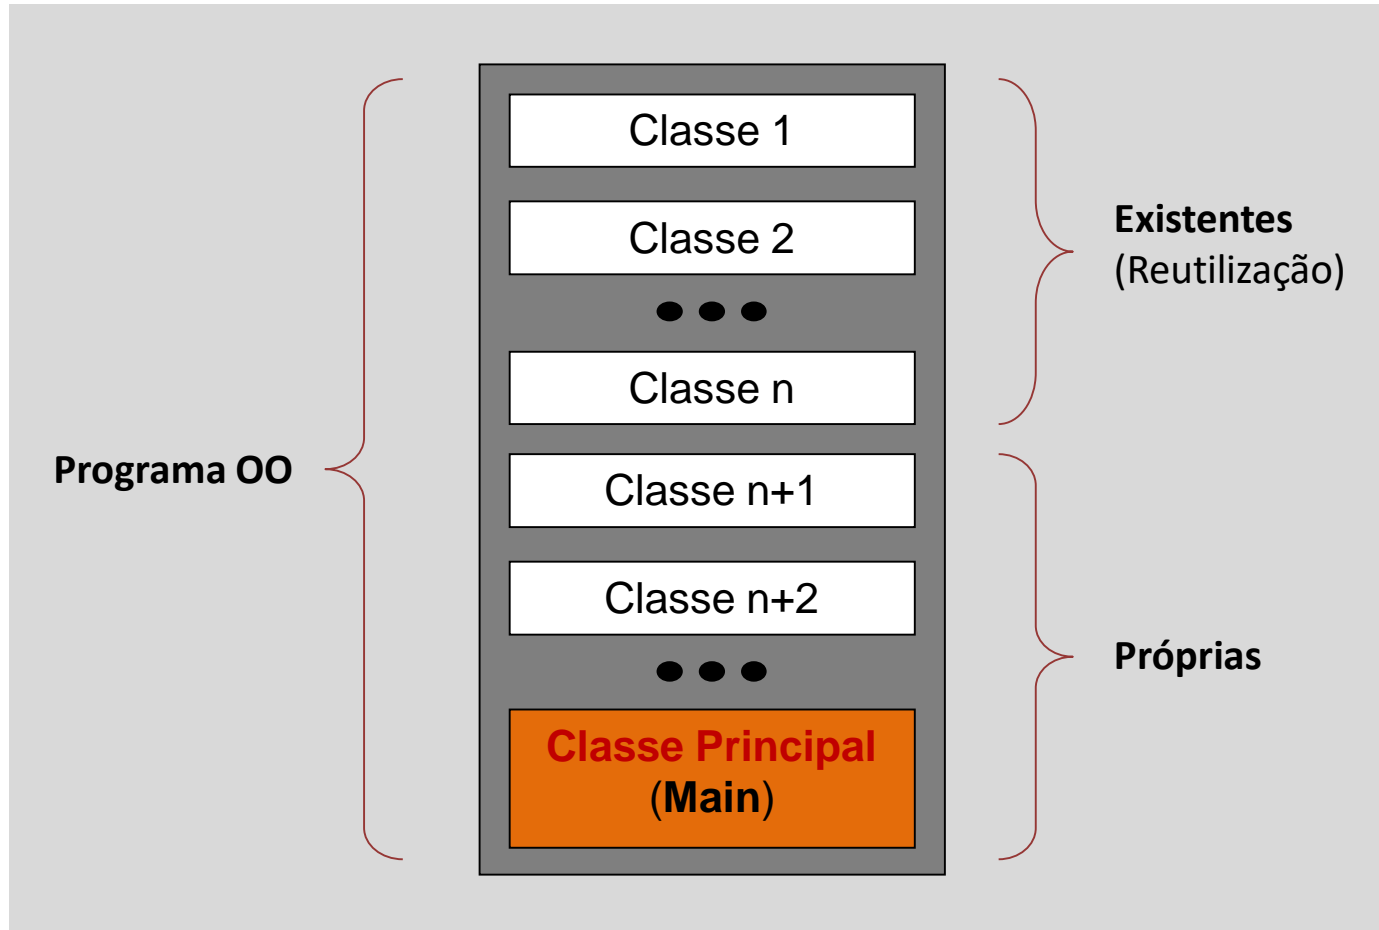 Classe 1
Classe 2
Classe n
Classe n+1
Classe n+2
Classe Principal
(Main)
Programa OO
Existentes
(Reutilização)
Próprias